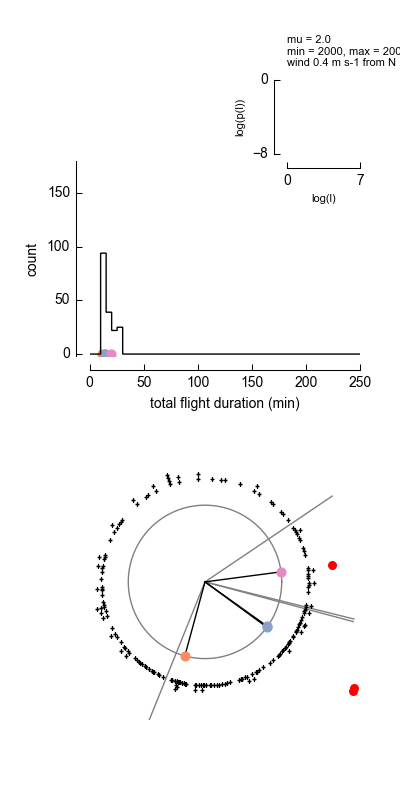 mu = 2.0
min = 2000, max = 200
wind 0.4 m s-1 from N
0
log(p(l))
-8
0 7
log(l)
150
100
50
0
count
0 50 100 150 200 250
total flight duration (min)